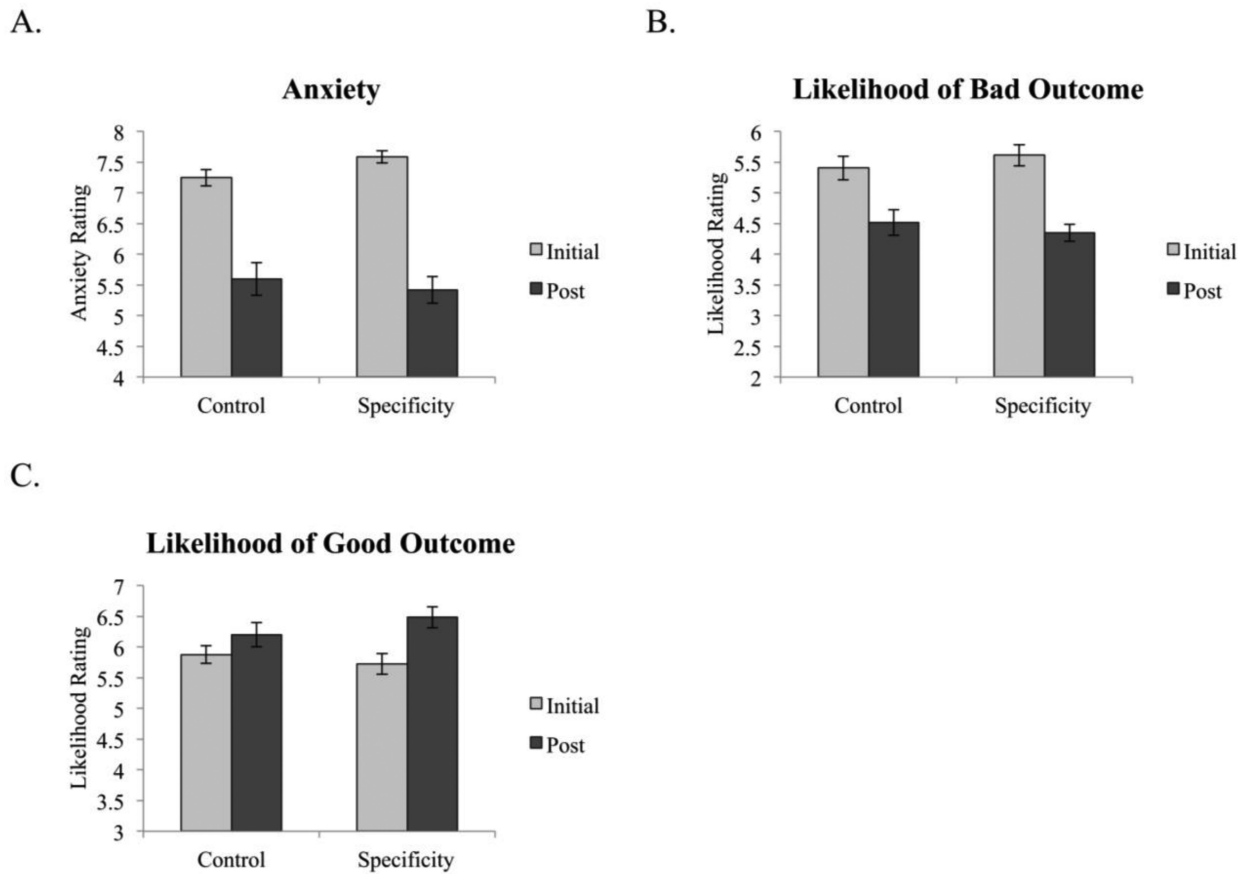 A.
Anxiety
Anxiety Rating
8
7.5
7
6.5
6
5.5
5
4.5
4
Control
Specificity
Initial
Post
B.
Likelihood of Bad Outcome
Likelihood Rating
6
5.5
5
4.5
4
3.5
3
2.5
2
Control
Specificity
Initial
Post
C.
Likelihood of Good Outcome
Likelihood Rating
7
6.5
6
5.5
5
4.5
4
3.5
3
Control
Specificity
Initial
Post